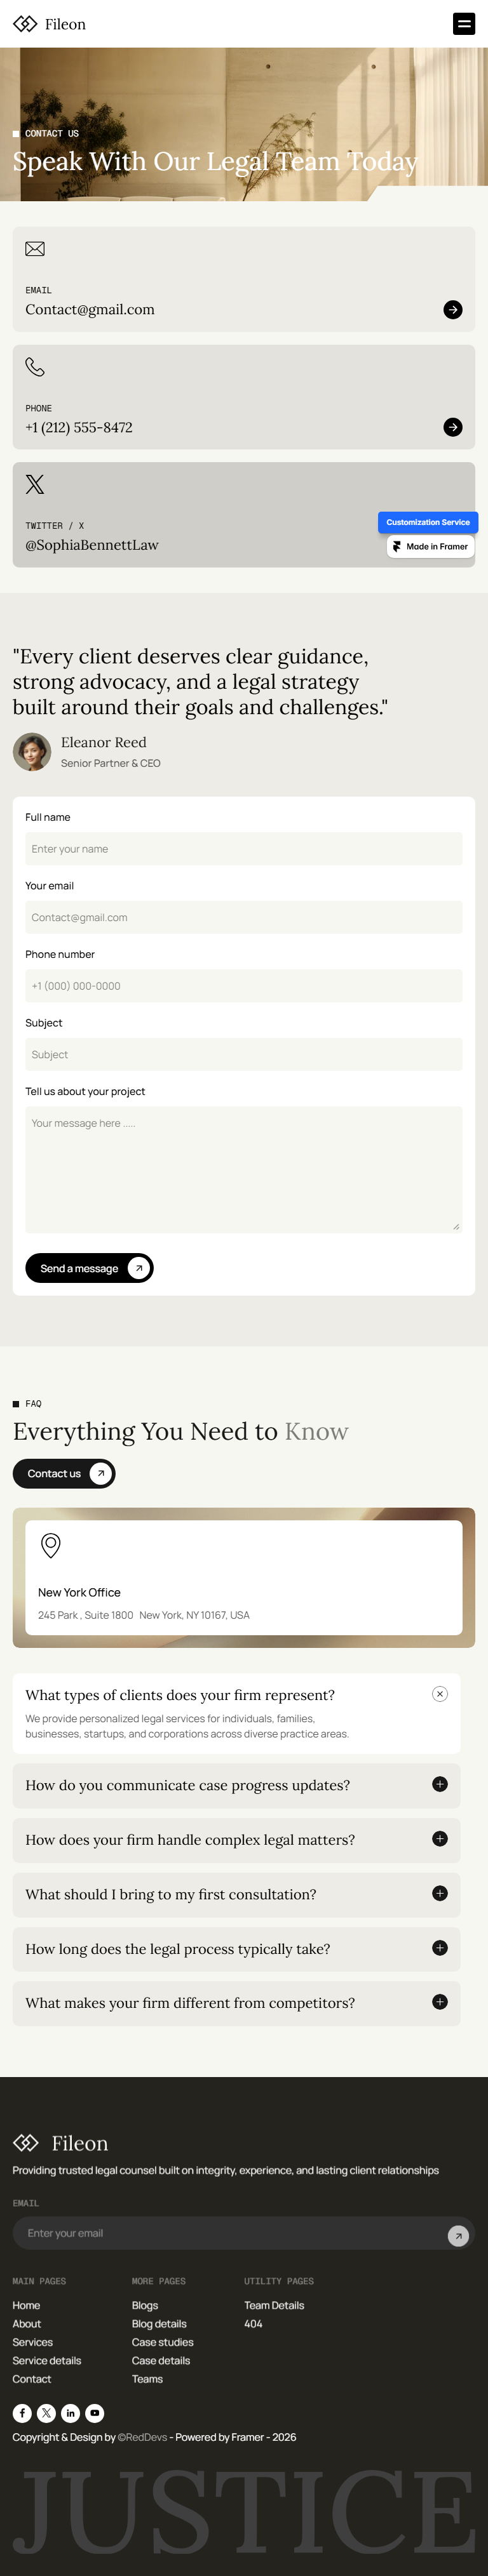 Fileon
CONTACT US
Speak With Our Legal Team Today
EMAIL
Contact@gmail.com
PHONE
+1 (212) 555-8472
TWITTER / X
@SophiaBennettLaw
Customization Service
Made in Framer
"Every client deserves clear guidance,
strong advocacy, and a legal strategy
built around their goals and challenges."
Eleanor Reed
Senior Partner & CEO
Full name
Enter your name
Your email
Contact@gmail.com
Phone number
+1 (000) 000-0000
Subject
Subject
Tell us about your project
Your message here .....
Send a message
FAQ
Everything You Need to Know
Contact us
New York Office
245 Park , Suite 1800 New York, NY 10167, USA
What types of clients does your firm represent?
We provide personalized legal services for individuals, families,
businesses, startups, and corporations across diverse practice areas.
How do you communicate case progress updates?
How does your firm handle complex legal matters?
What should I bring to my first consultation?
How long does the legal process typically take?
What makes your firm different from competitors?
Fileon
Providing trusted legal counsel built on integrity, experience, and lasting client relationships
EMAIL
Enter your email
MAIN PAGES
Home
About
Services
Service details
Contact
MORE PAGES
Blogs
Blog details
Case studies
Case details
Teams
UTILITY PAGES
Team Details
404
Copyright & Design by ©RedDevs - Powered by Framer - 2026
JUSTICE